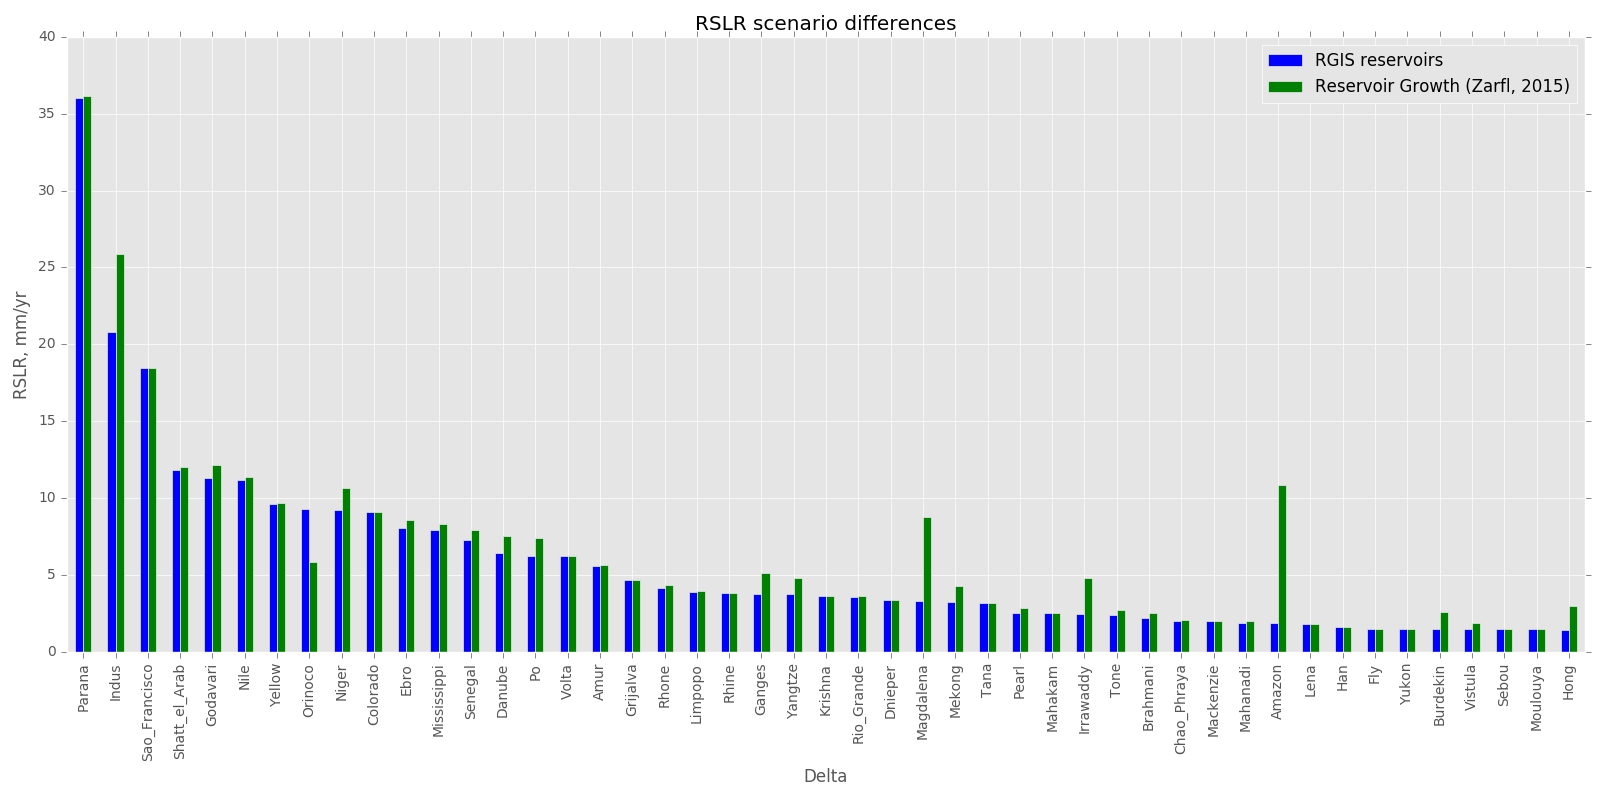 RSLR scenario differences
RGIS reservoirs
Reservoir Growth (Zarfl, 2015)
RSLR, mm/yr
40
35
30
25
20
15
10
5
0
Parana
Indus
Sao_Francisco
Shatt_el_Arab
Godavari
Nile
Yellow
Orinoco
Niger
Colorado
Ebro
Mississippi
Senegal
Danube
Po
Volta
Amur
Grijalva
Rhone
Limpopo
Rhine
Ganges
Yangtze
Krishna
Rio_Grande
Dnieper
Magdalena
Mekong
Tana
Pearl
Mahakam
Irrawaddy
Tone
Brahmani
Chao_Phraya
Mackenzie
Mahanadi
Amazon
Lena
Han
Fly
Yukon
Burdekin
Vistula
Sebou
Moulouya
Hong
Delta